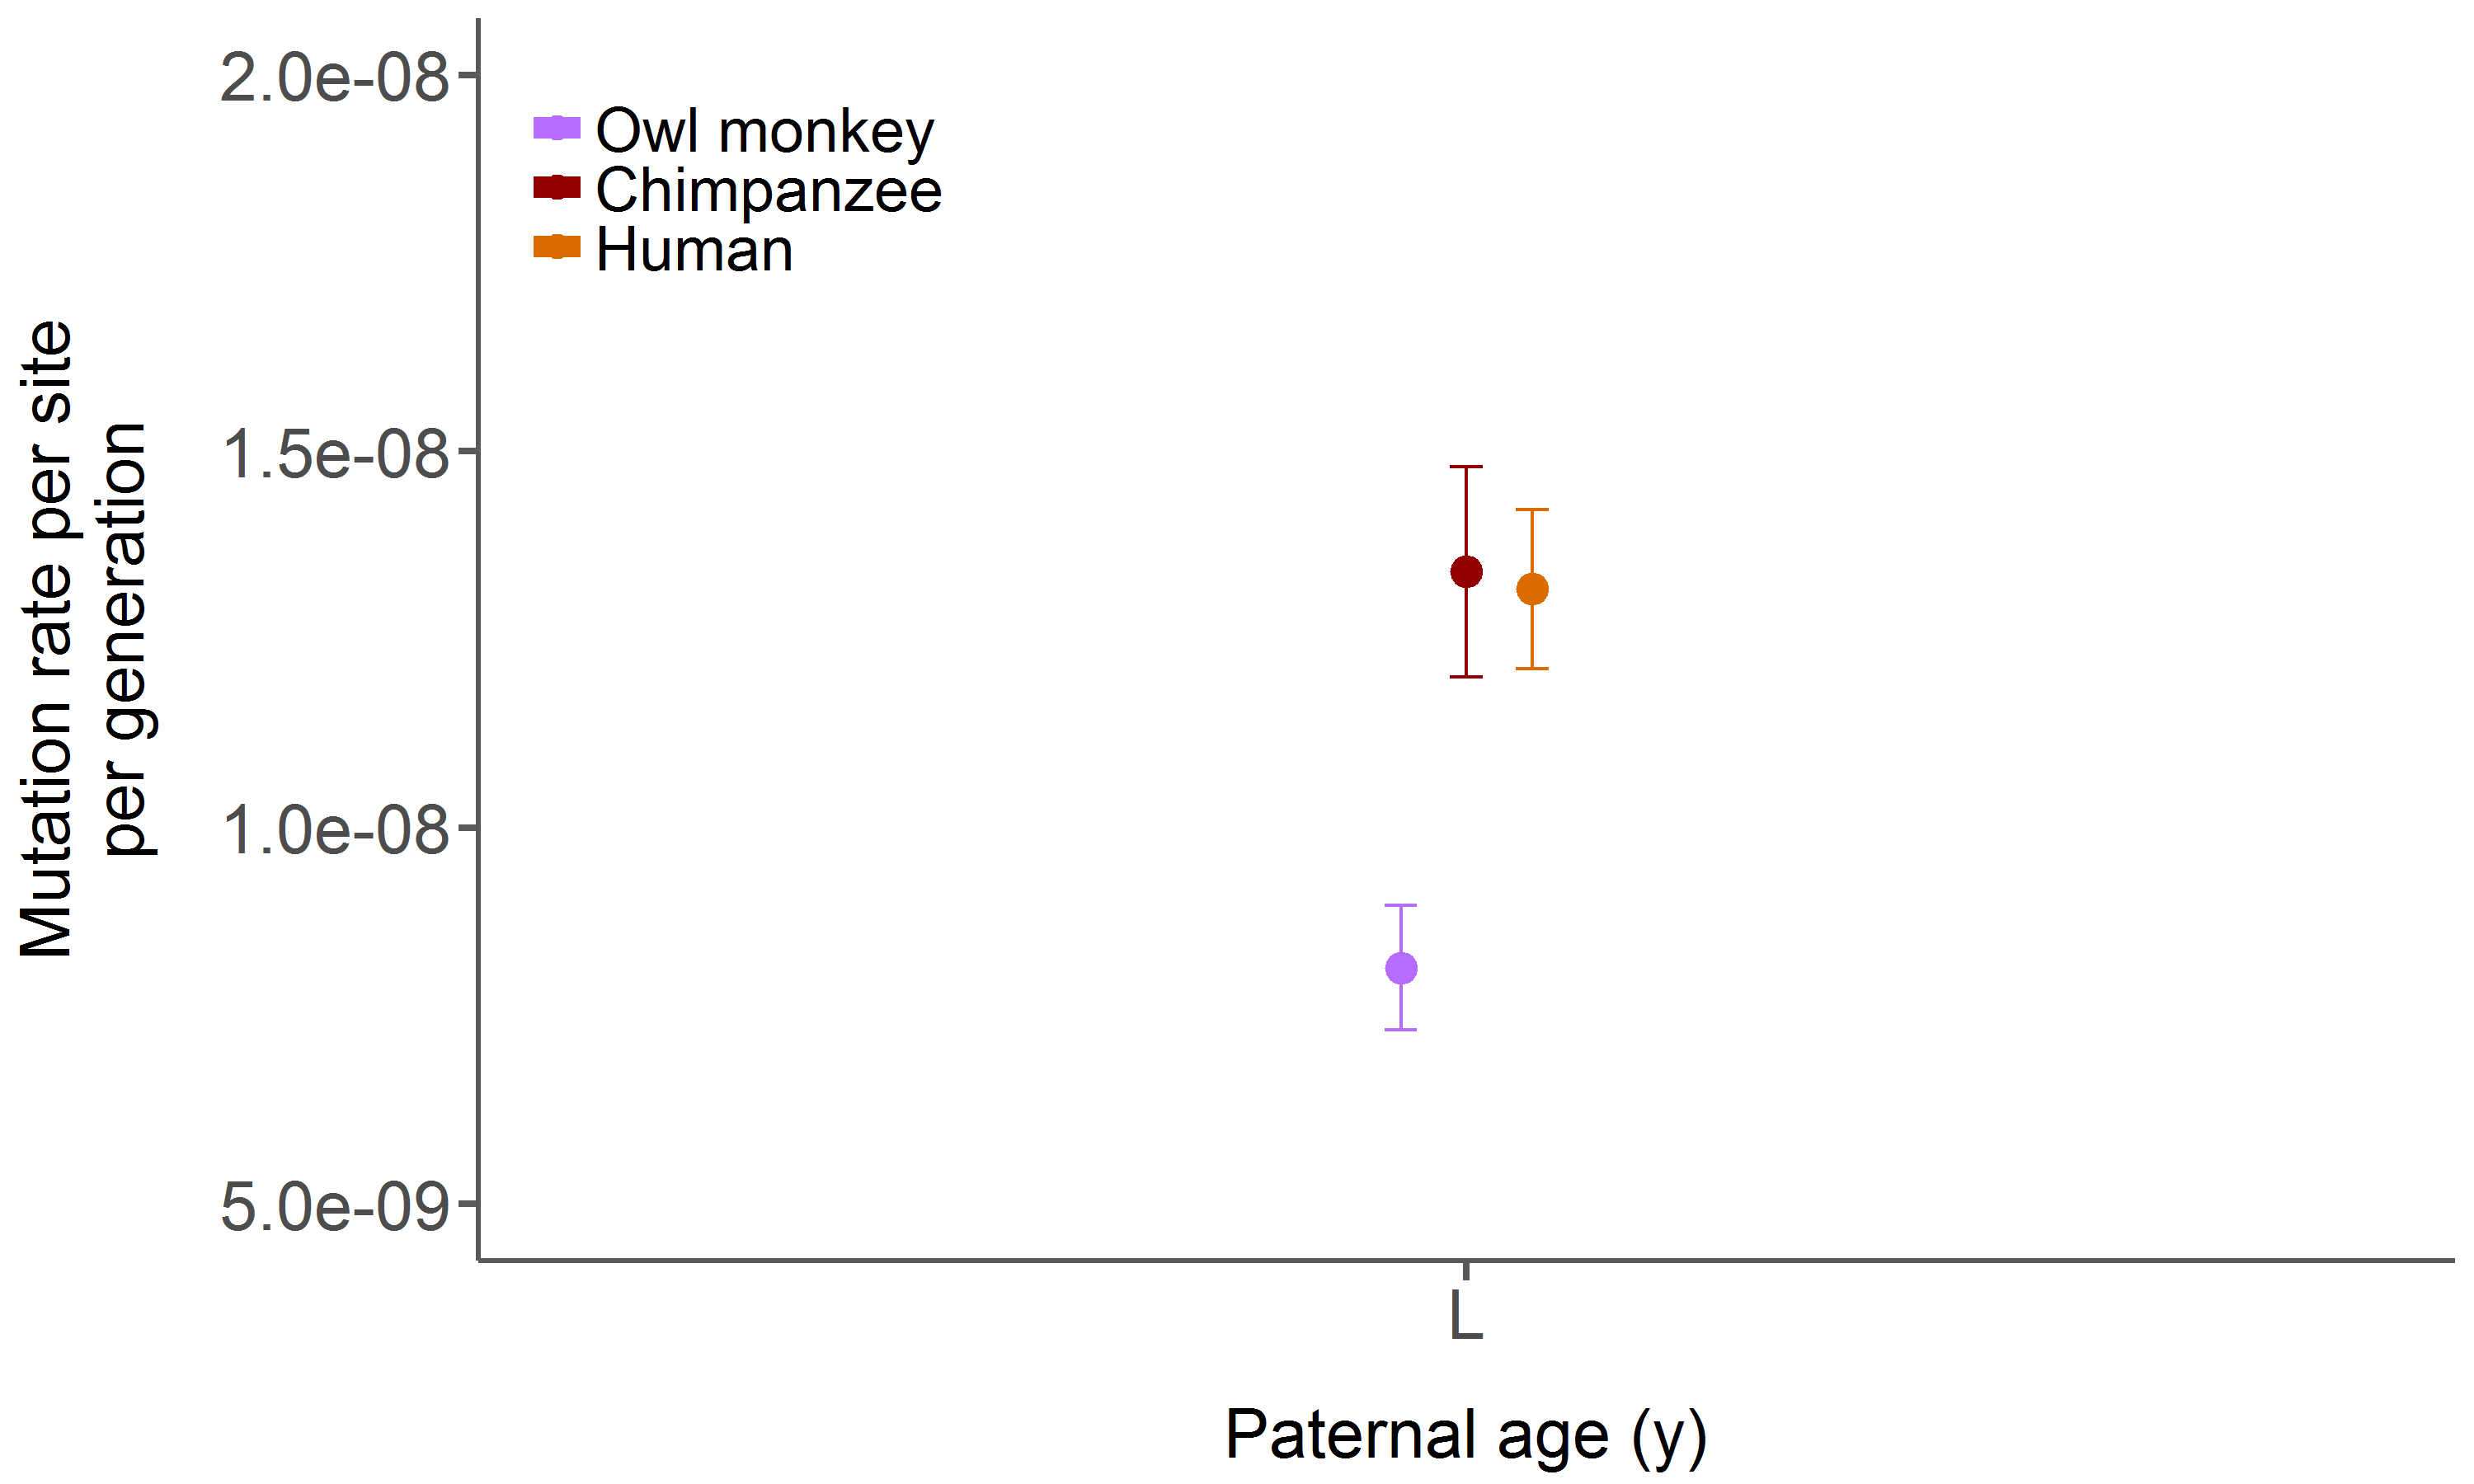 Mutation rate per site
per generation
2.0e-08
1.5e-08
1.0e-08
5.0e-09
Owl monkey
Chimpanzee
Human
L
Paternal age (y)